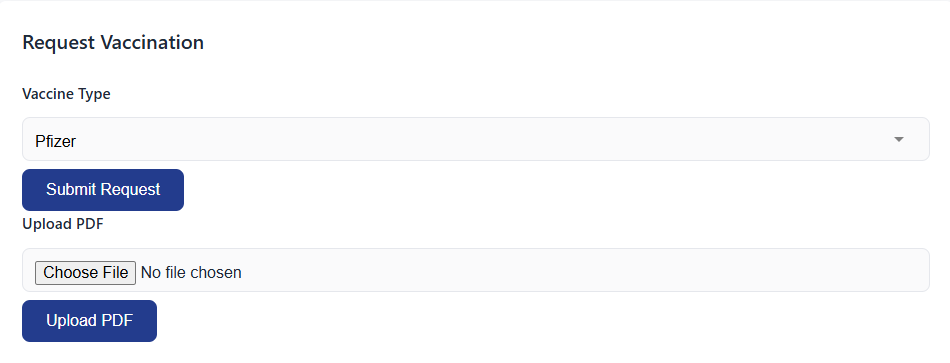 Request Vaccination
Vaccine Type
Pfizer
Submit Request
Upload PDF
Choose File No file chosen
Upload PDF